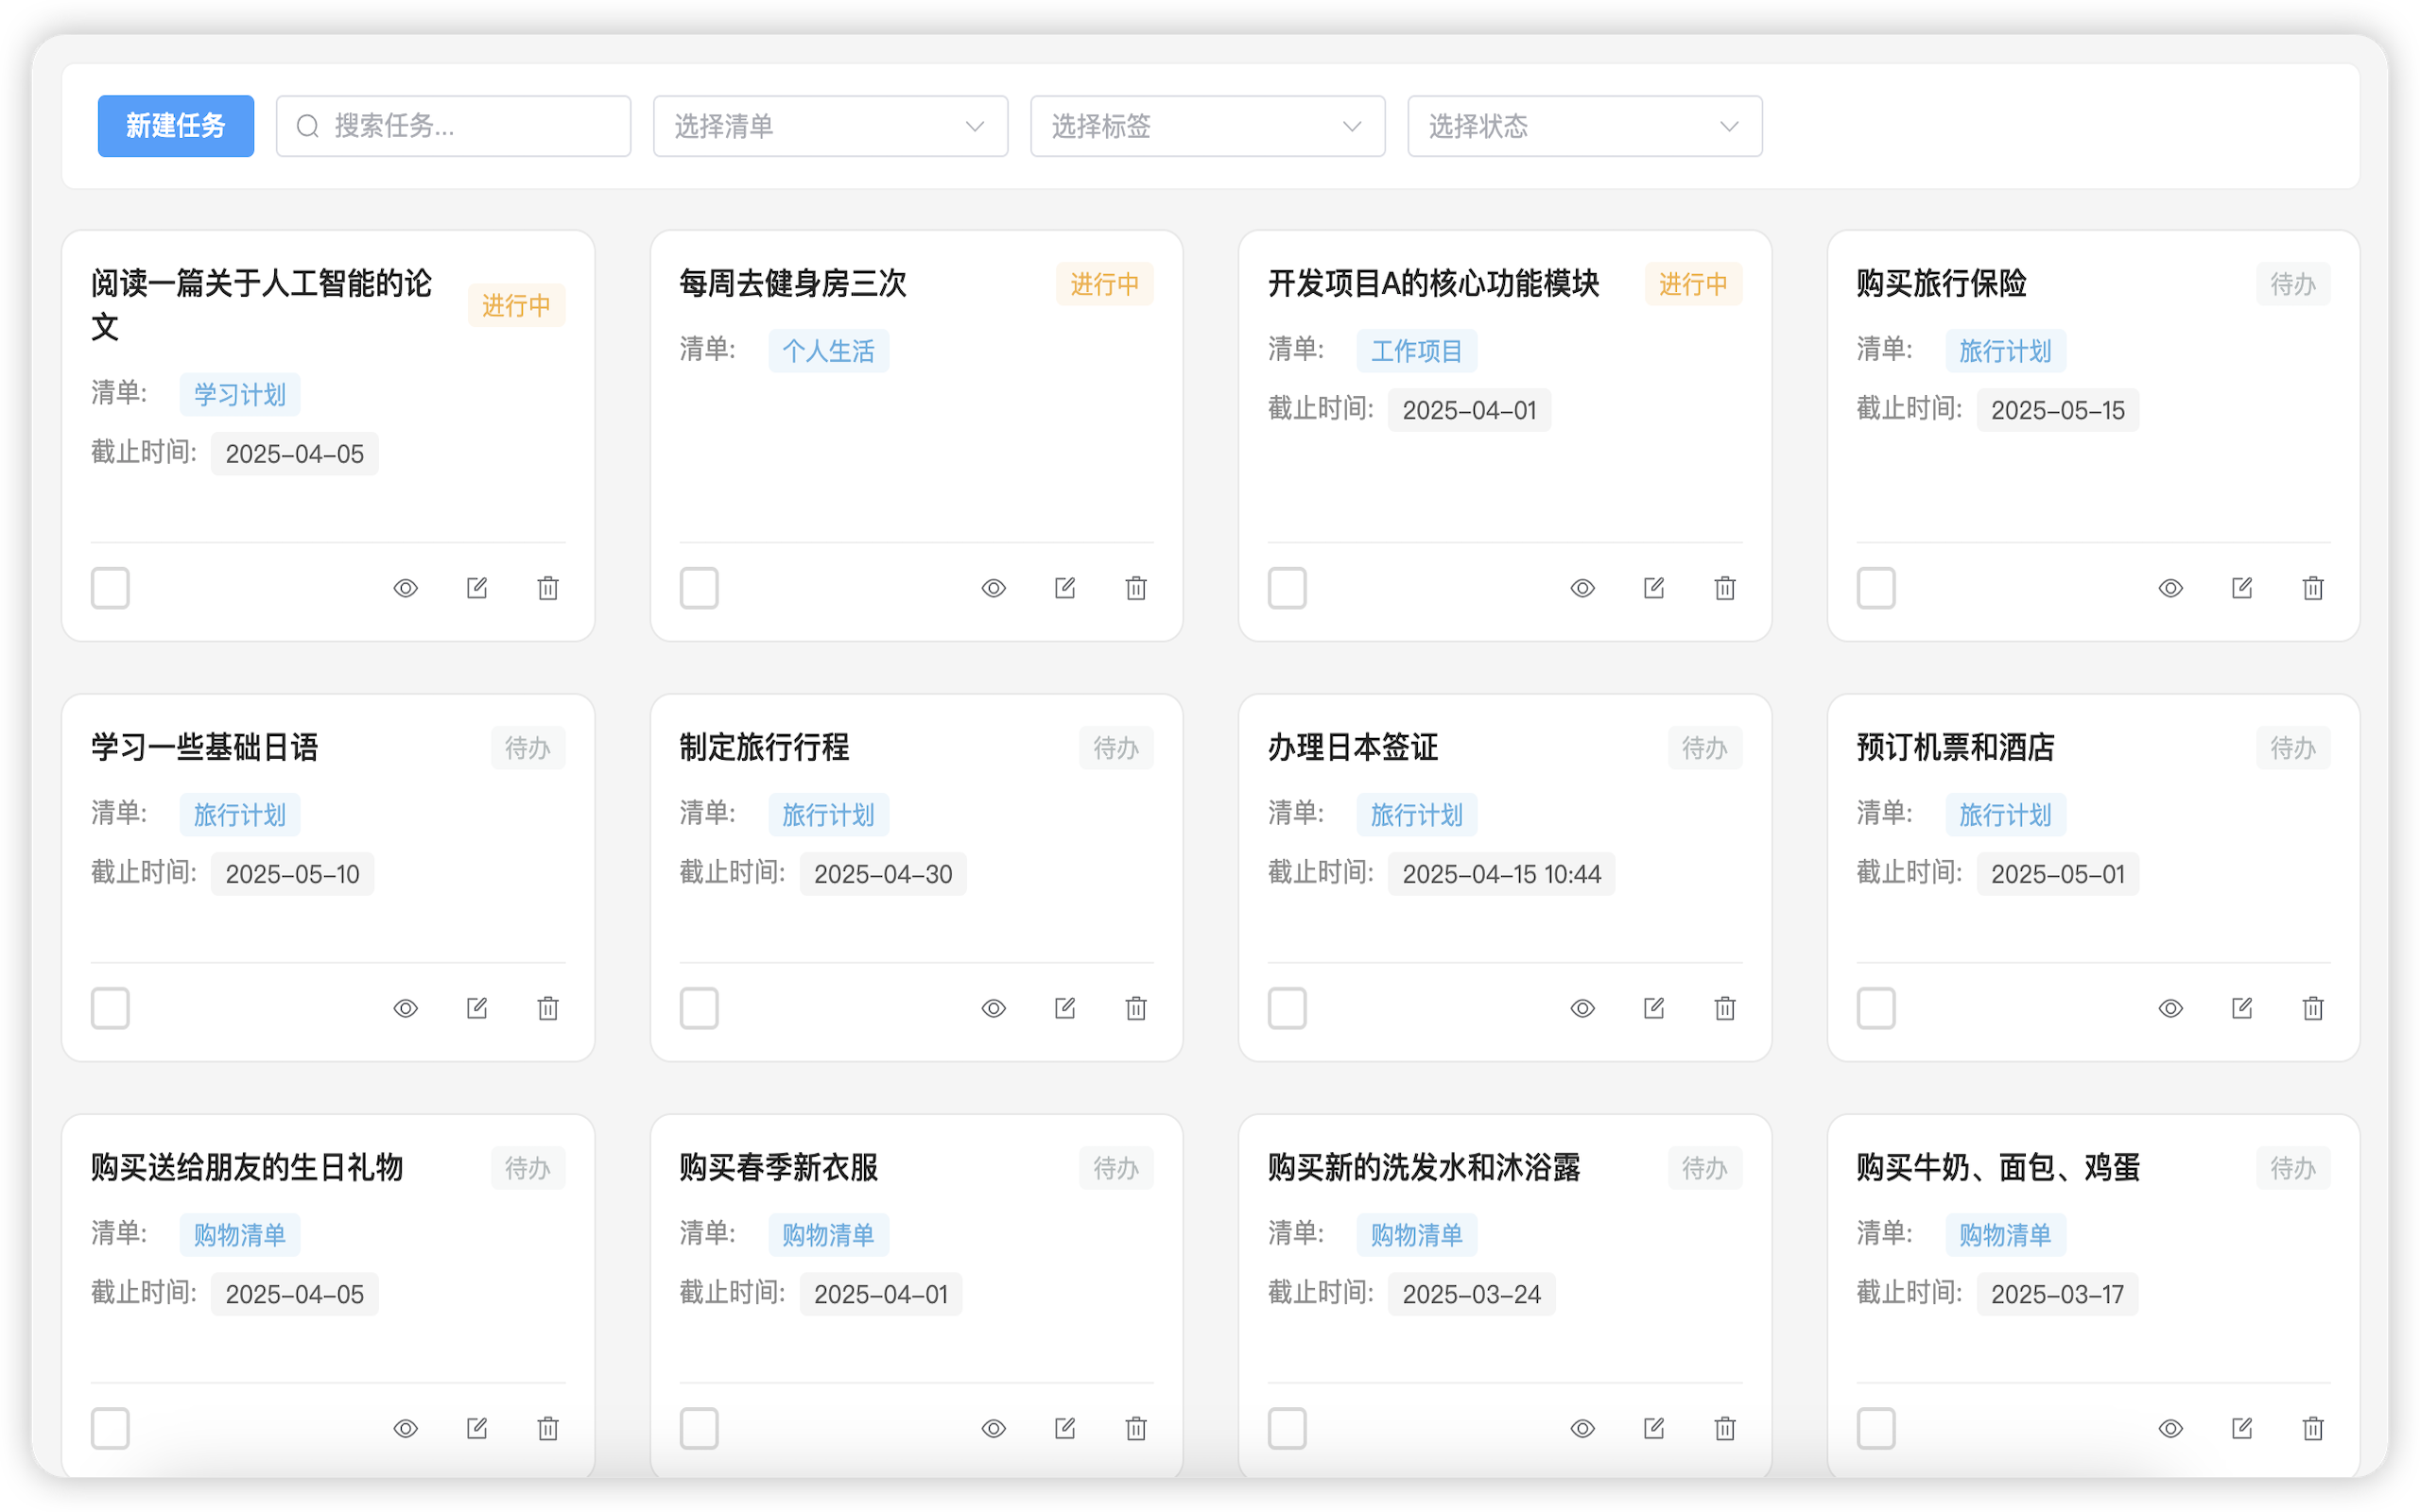 新建任务
搜索任务...
选择清单
选择标签
选择状态
阅读一篇关于人工智能的论
文
进行中
清单:
学习计划
截止时间:
2025-04-05
每周去健身房三次
进行中
清单:
个人生活
开发项目A的核心功能模块
进行中
清单:
工作项目
截止时间:
2025-04-01
购买旅行保险
待办
清单:
旅行计划
截止时间:
2025-05-15
学习一些基础日语
待办
清单:
旅行计划
截止时间:
2025-05-10
制定旅行行程
待办
清单:
旅行计划
截止时间:
2025-04-30
办理日本签证
待办
清单:
旅行计划
截止时间:
2025-04-15 10:44
预订机票和酒店
待办
清单:
旅行计划
截止时间:
2025-05-01
购买送给朋友的生日礼物
待办
清单:
购物清单
截止时间:
2025-04-05
购买春季新衣服
待办
清单:
购物清单
截止时间:
2025-04-01
购买新的洗发水和沐浴露
待办
清单:
购物清单
截止时间:
2025-03-24
购买牛奶、面包、鸡蛋
待办
清单:
购物清单
截止时间:
2025-03-17